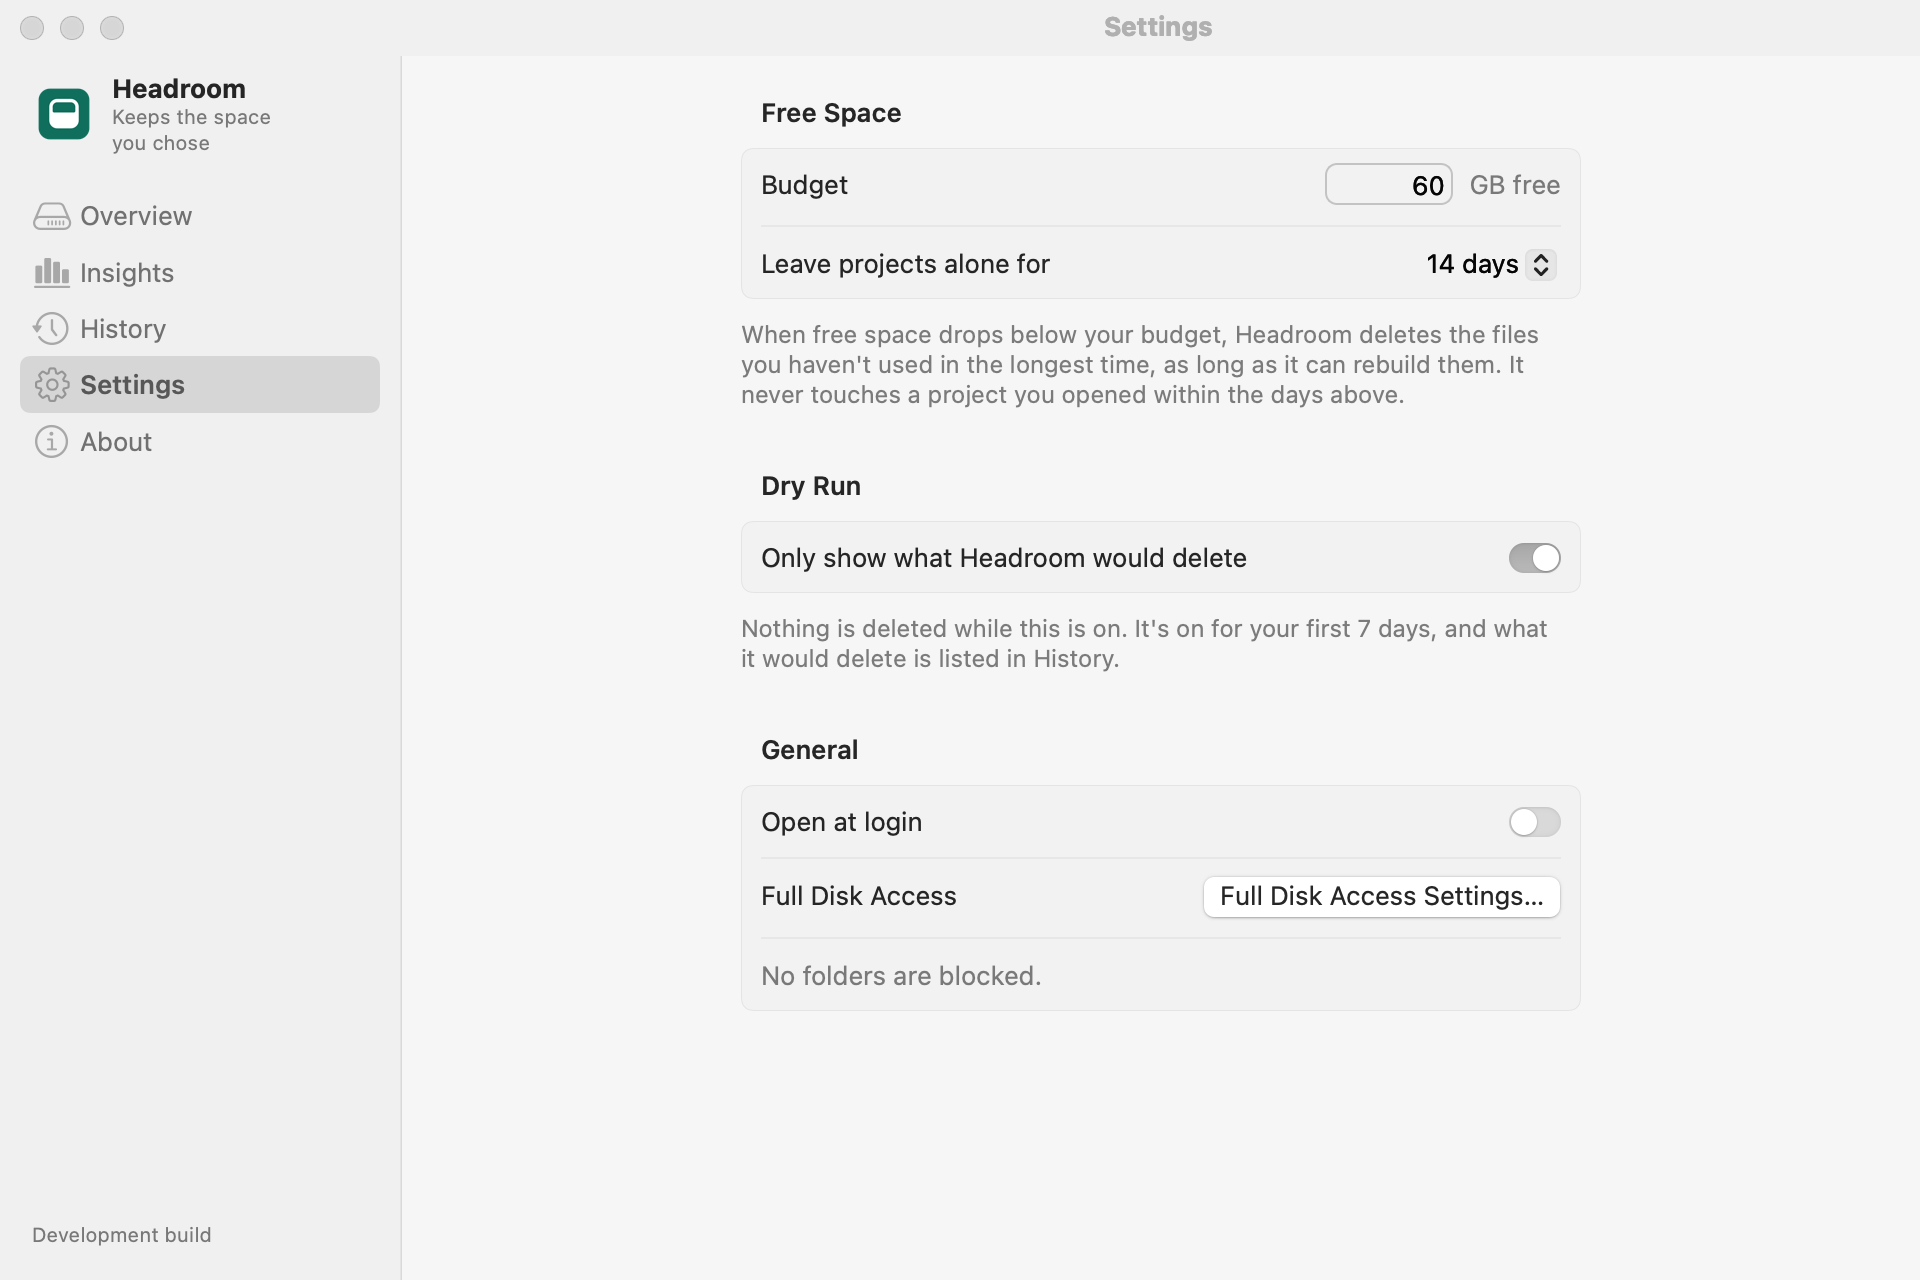 Settings
Headroom
Keeps the space
you chose
Overview
Insights
History
Settings
About
Development build
Free Space
Budget 60 GB free
Leave projects alone for 14 days
When free space drops below your budget, Headroom deletes the files
you haven't used in the longest time, as long as it can rebuild them. It
never touches a project you opened within the days above.
Dry Run
Only show what Headroom would delete
Nothing is deleted while this is on. It's on for your first 7 days, and what
it would delete is listed in History.
General
Open at login
Full Disk Access Full Disk Access Settings...
No folders are blocked.